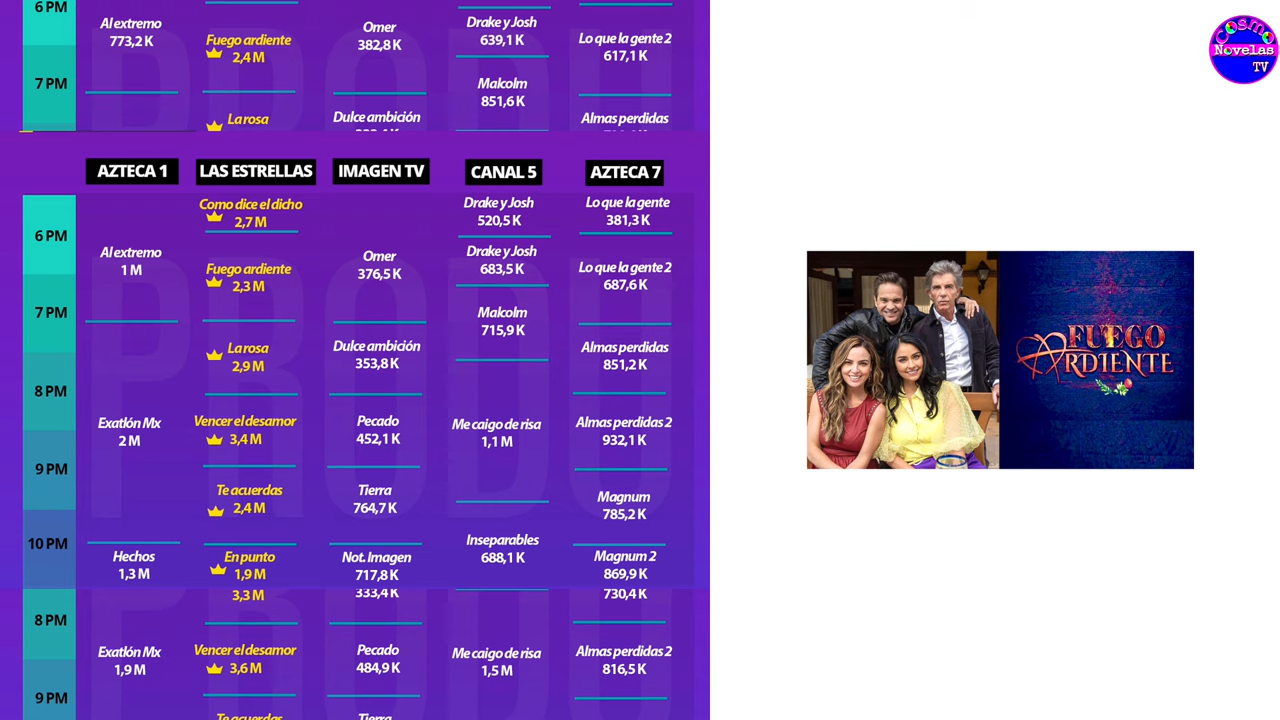 6 PM
Al extremo
773,2 K
Fuego ardiente
2,4 M
Omer
382,8 K
Drake y Josh
639,1 K
Lo que la gente 2
617,1 K
7 PM
Malcolm
851,6 K
La rosa
Dulce ambición
Almas perdidas
AZTECA 1
LAS ESTRELLAS
IMAGEN TV
CANAL 5
AZTECA 7
Como dice el dicho
2,7 M
Drake y Josh
520,5 K
Lo que la gente
381,3 K
6 PM
Al extremo
1 M
Fuego ardiente
2,3 M
Omer
376,5 K
Drake y Josh
683,5 K
Lo que la gente 2
687,6 K
7 PM
Malcolm
715,9 K
La rosa
2,9 M
Dulce ambición
353,8 K
Almas perdidas
851,2 K
8 PM
Exatlón Mx
2 M
Vencer el desamor
3,4 M
Pecado
452,1 K
Me caigo de risa
1,1 M
Almas perdidas 2
932,1 K
9 PM
Te acuerdas
2,4 M
Tierra
764,7 K
Magnum
785,2 K
10 PM
Hechos
1,3 M
En punto
1,9 M
Not. Imagen
717,8 K
Inseparables
688,1 K
Magnum 2
869,9 K
3,3 M
333,4 K
730,4 K
8 PM
Exatlón Mx
1,9 M
Vencer el desamor
3,6 M
Pecado
484,9 K
Me caigo de risa
1,5 M
Almas perdidas 2
816,5 K
9 PM
Te acuerdas
Tierra
Cosmo
Novelas
TV
FUEGO
ARDIENTE